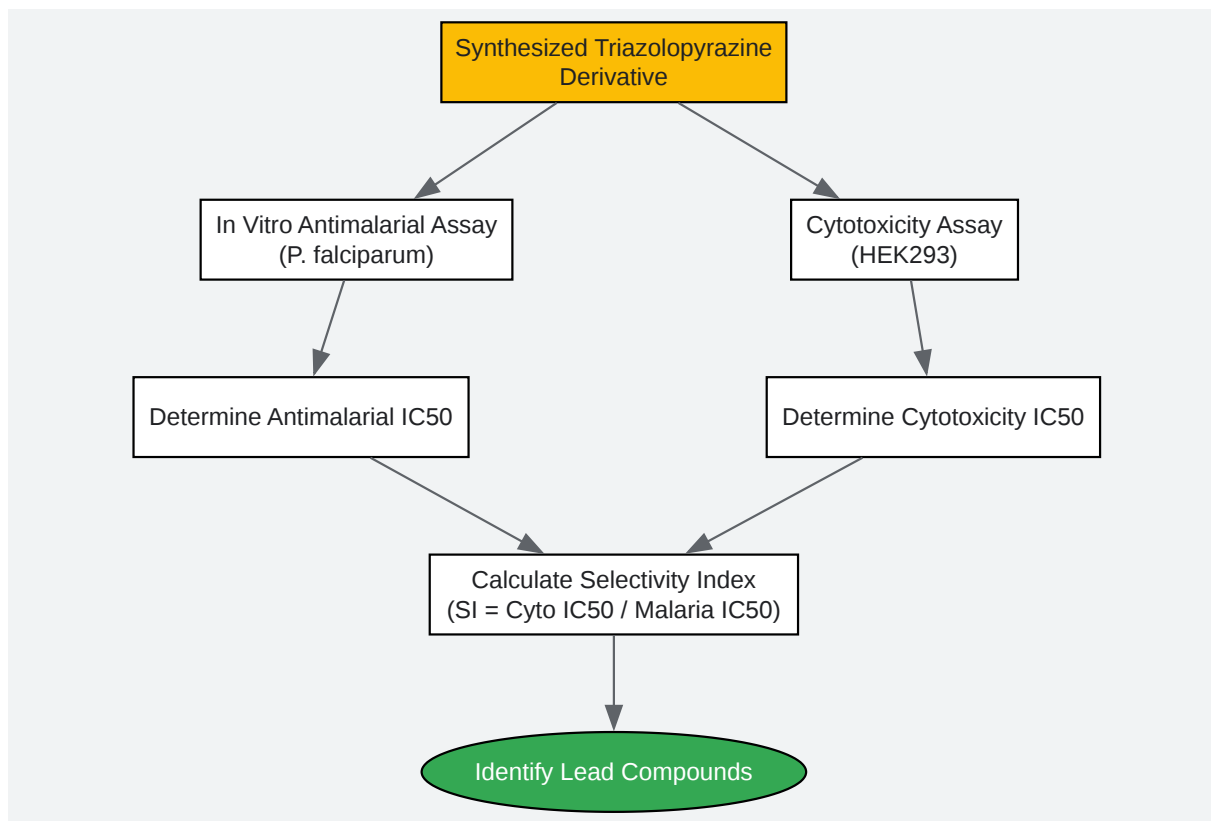 Synthesized Triazolopyrazine
Derivative
In Vitro Antimalarial Assay
(P. falciparum)
Cytotoxicity Assay
(HEK293)
Determine Antimalarial IC50
Determine Cytotoxicity IC50
Calculate Selectivity Index
(SI = Cyto IC50 / Malaria IC50)
Identify Lead Compounds